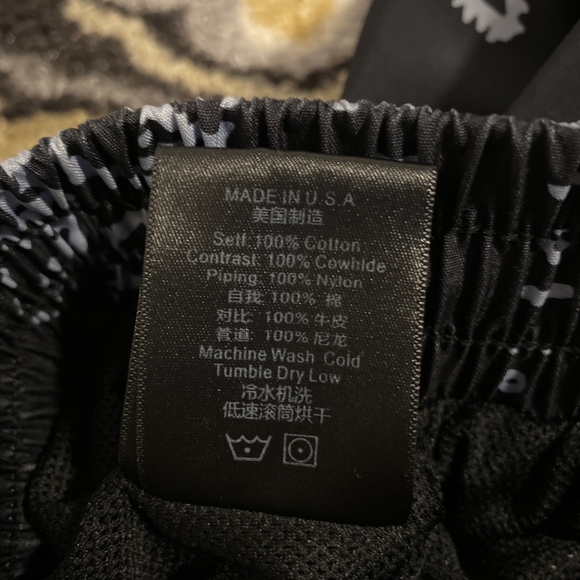 MADE IN U.S.A
美国制造
Self: 100% Cotton
Contrast: 100% Cowhide
Piping: 100% Nylon
自我: 100% 棉
对比: 100% 牛皮
管道: 100% 尼龙
Machine Wash Cold
Tumble Dry Low
冷水机洗
低速滚筒烘干